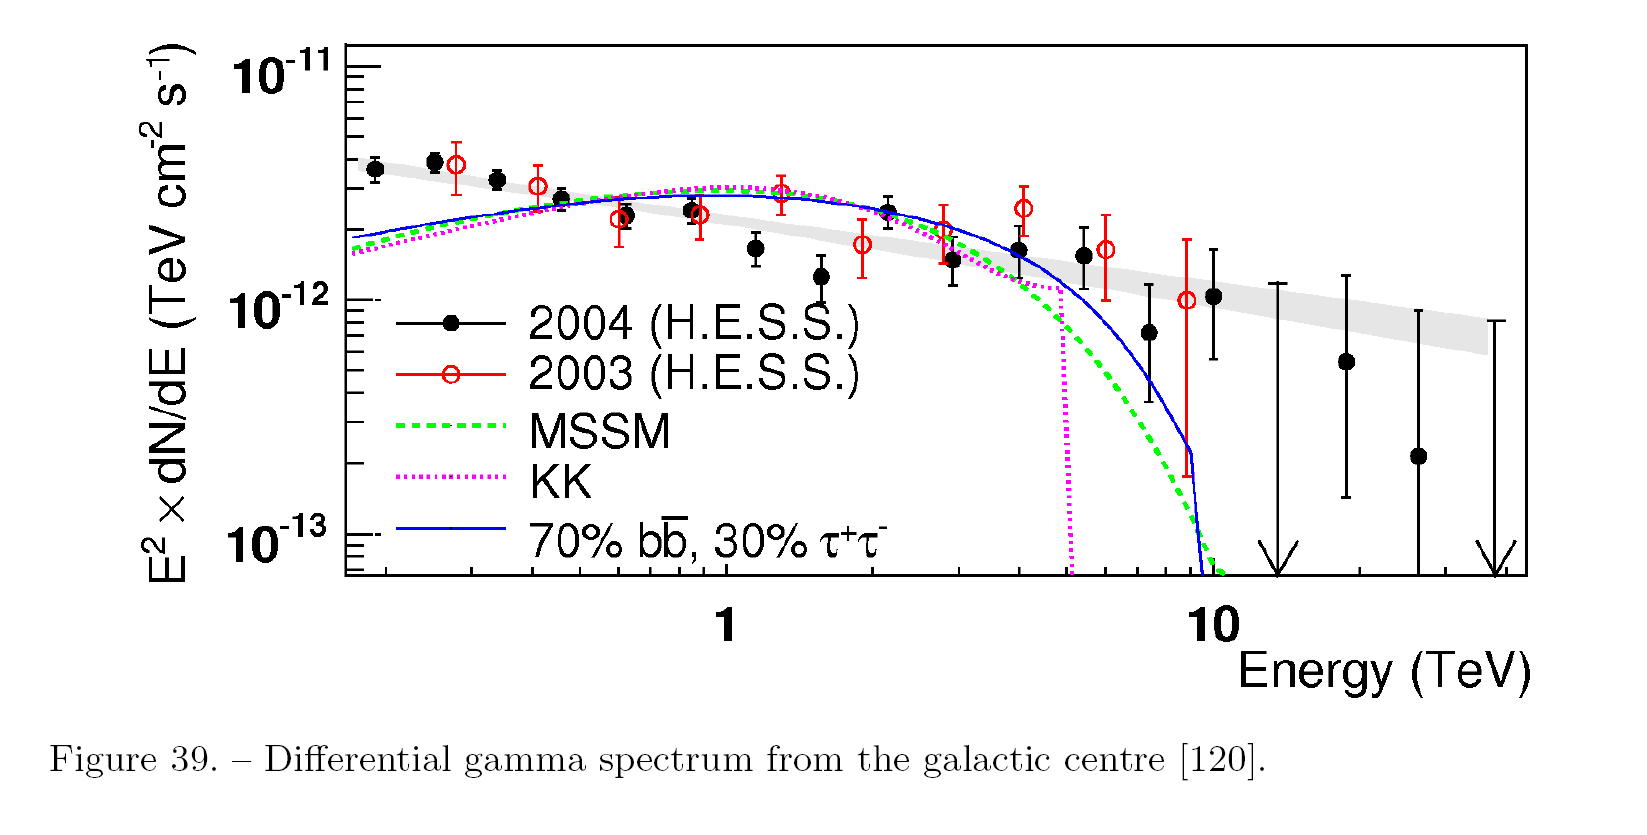 E² × dN/dE (TeV cm⁻² s⁻¹)
10⁻¹¹
10⁻¹²
10⁻¹³
2004 (H.E.S.S.)
2003 (H.E.S.S.)
MSSM
KK
70% bb̅, 30% τ⁺τ⁻
1
10
Energy (TeV)
Figure 39. – Differential gamma spectrum from the galactic centre [120].